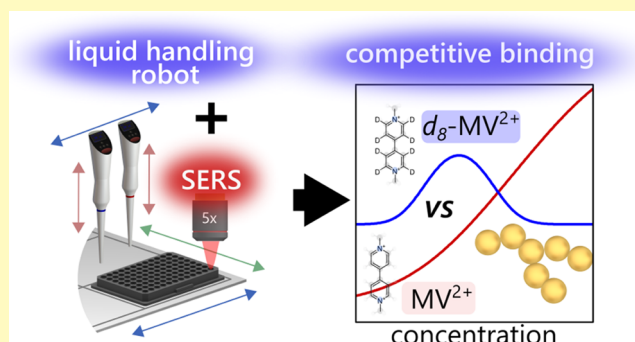 liquid handling
robot
+
SERS
5x
competitive binding
N⁺
D D
D D
D D
D D
N⁺
d₈-MV²⁺
vs
N⁺
N⁺
MV²⁺
concentration